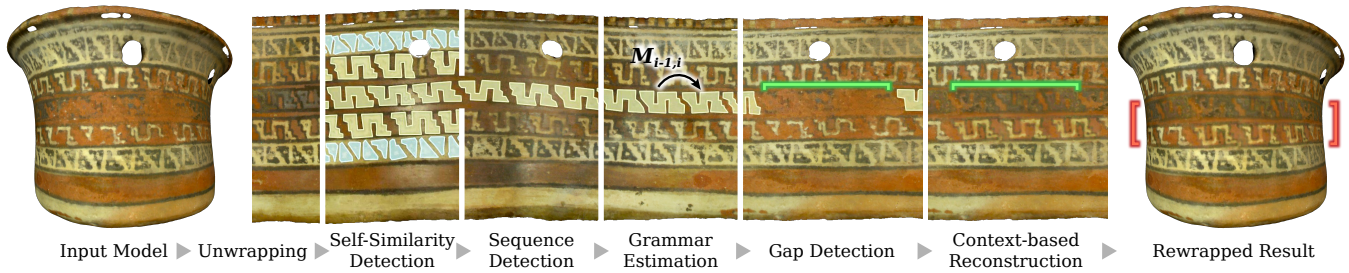 M i-1,i
Input Model
Unwrapping
Self-Similarity
Detection
Sequence
Detection
Grammar
Estimation
Gap Detection
Context-based
Reconstruction
Rewrapped Result